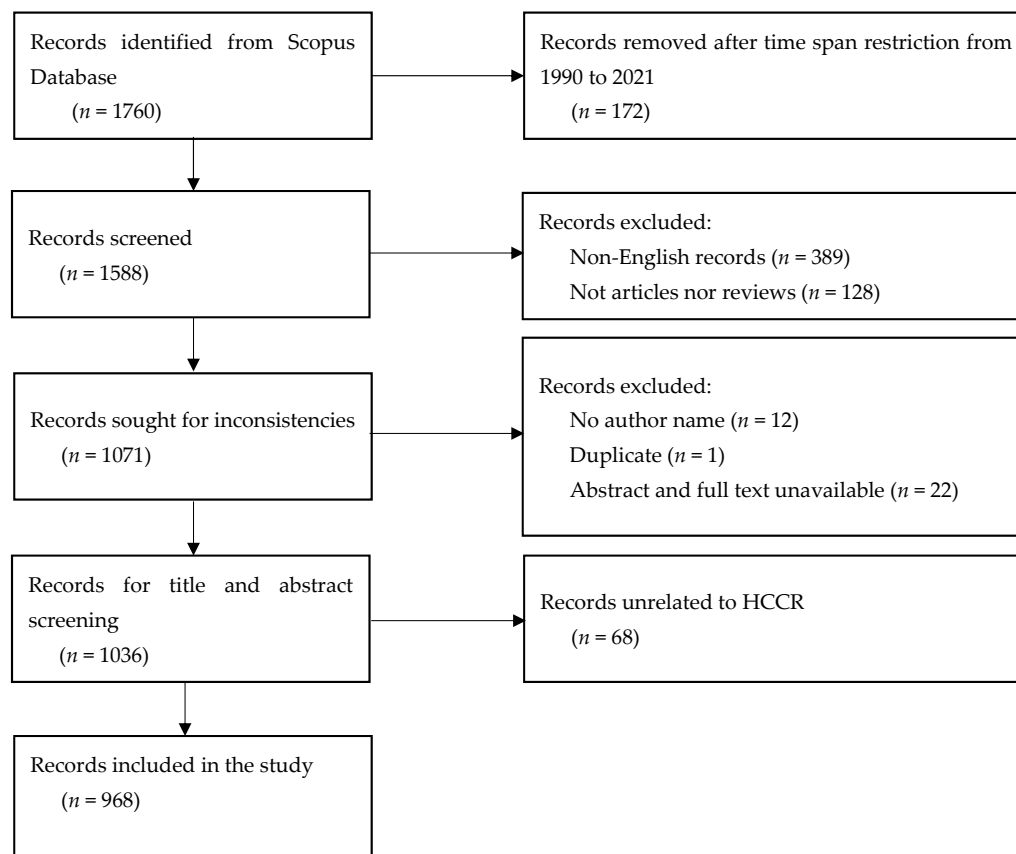 Records identified from Scopus
Database
(n = 1760)
Records removed after time span restriction from
1990 to 2021
(n = 172)
Records screened
(n = 1588)
Records excluded:
Non-English records (n = 389)
Not articles nor reviews (n = 128)
Records sought for inconsistencies
(n = 1071)
Records excluded:
No author name (n = 12)
Duplicate (n = 1)
Abstract and full text unavailable (n = 22)
Records for title and abstract
screening
(n = 1036)
Records unrelated to HCCR
(n = 68)
Records included in the study
(n = 968)